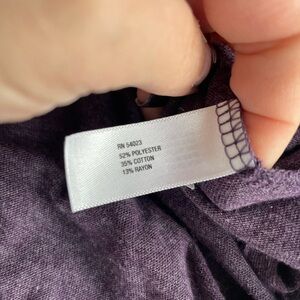 RN 54023
52% POLYESTER
35% COTTON
13% RAYON